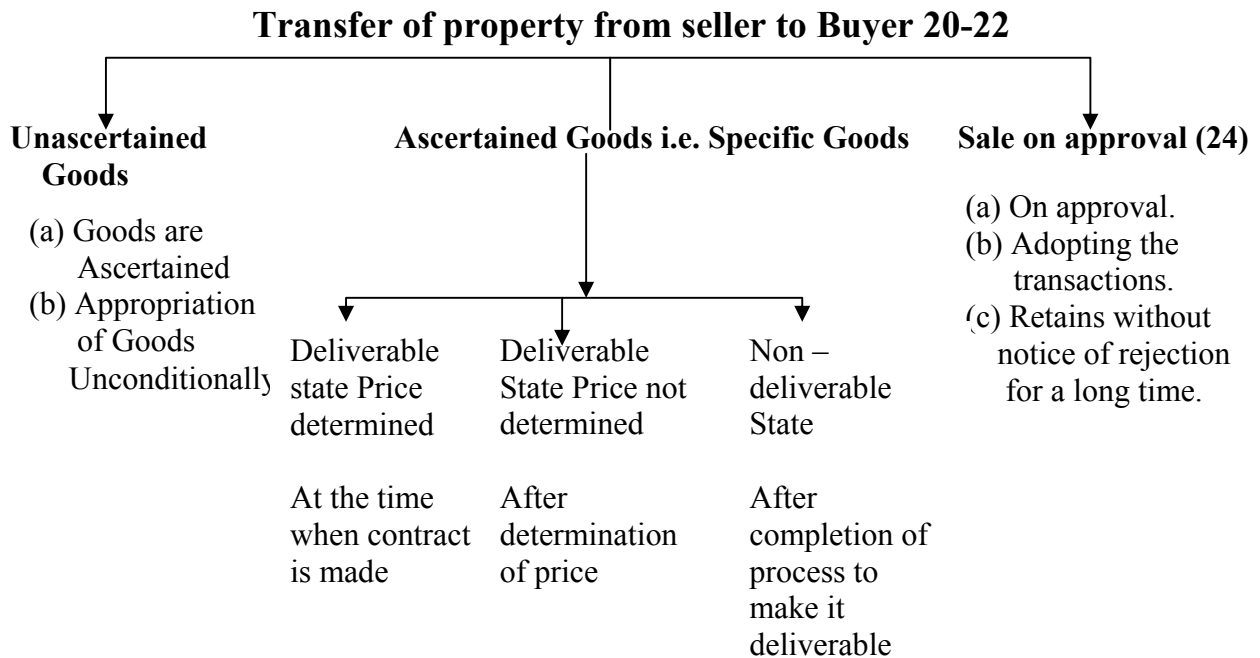 Transfer of property from seller to Buyer 20-22
Unascertained
Goods
(a) Goods are
Ascertained
(b) Appropriation
of Goods
Unconditionally
Ascertained Goods i.e. Specific Goods
Deliverable
state Price
determined
At the time
when contract
is made
Deliverable
State Price not
determined
After
determination
of price
Non –
deliverable
State
After
completion of
process to
make it
deliverable
Sale on approval (24)
(a) On approval.
(b) Adopting the
transactions.
(c) Retains without
notice of rejection
for a long time.